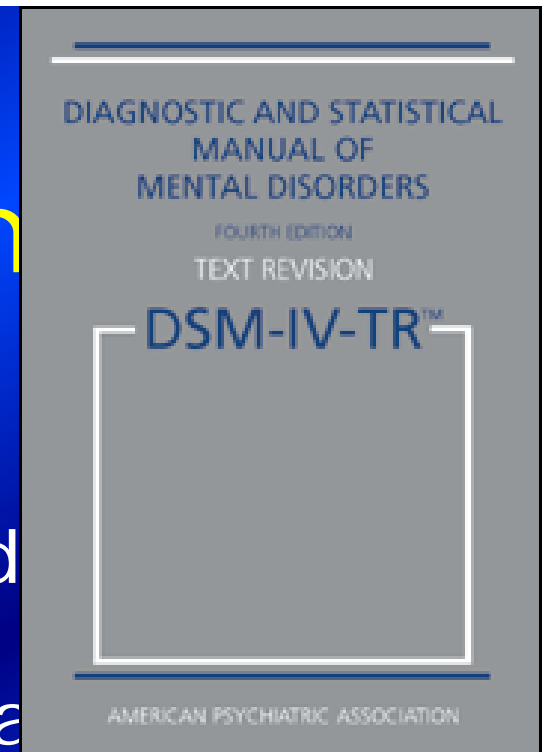 DIAGNOSTIC AND STATISTICAL
MANUAL OF
MENTAL DISORDERS
FOURTH EDITION
TEXT REVISION
DSM-IV-TR™
AMERICAN PSYCHIATRIC ASSOCIATION